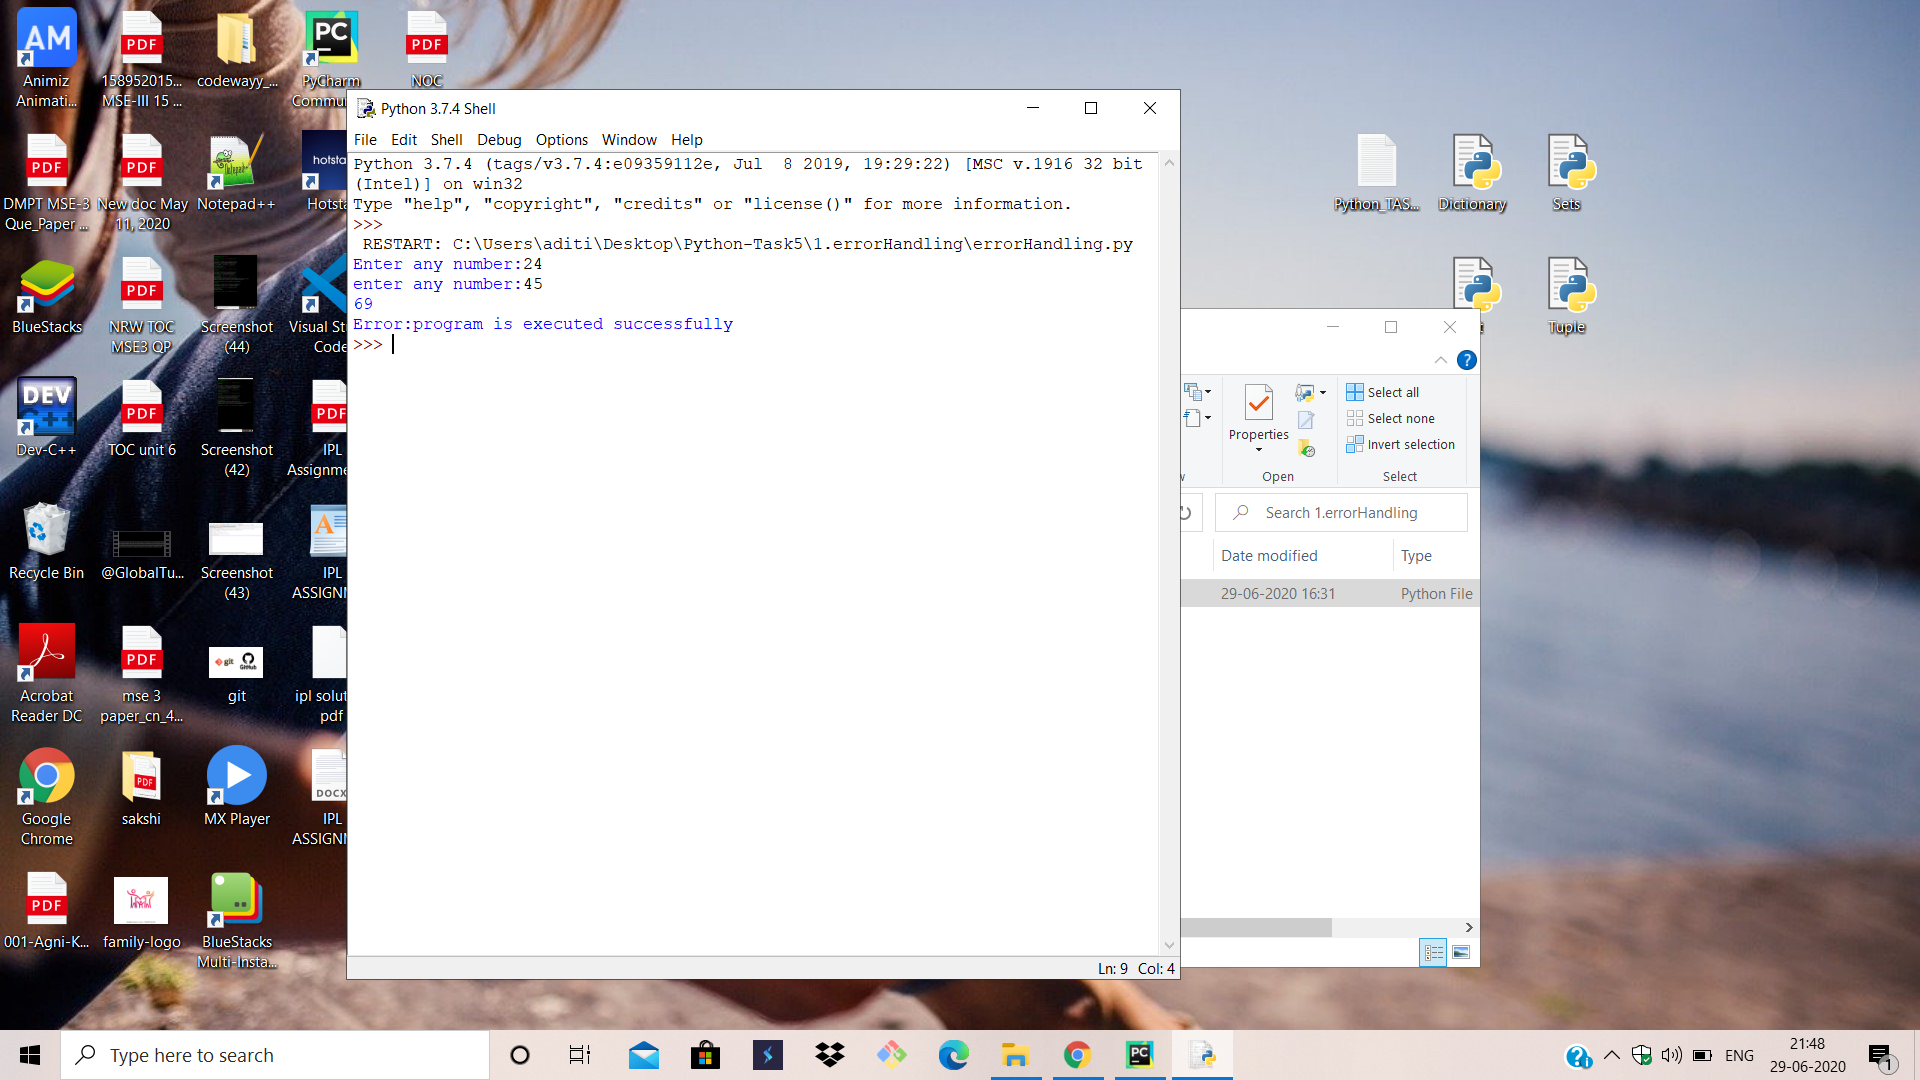 AM
Animiz
Animati...
PDF
158952015...
MSE-III 15 ...
codewayy_...
PC
PyCharm
Commu
PDF
NOC
PDF
DMPT MSE-3
Que_Paper ...
PDF
New doc May
11, 2020
Notepad++
hotsta
Hotsta
BlueStacks
PDF
NRW TOC
MSE3 QP
Screenshot
(44)
Visual Stu
Code
DEV
C++
Dev-C++
PDF
TOC unit 6
Screenshot
(42)
PDF
IPL
Assignme
Recycle Bin
@GlobalTu...
Screenshot
(43)
A
IPL
ASSIGNM
Acrobat
Reader DC
PDF
mse 3
paper_cn_4...
git
GitHub
git
ipl solut
pdf
Google
Chrome
PDF
sakshi
MX Player
DOCX
IPL
ASSIGNM
PDF
001-Agni-K...
family-logo
BlueStacks
Multi-Insta...
Python 3.7.4 Shell
File Edit Shell Debug Options Window Help
Python 3.7.4 (tags/v3.7.4:e09359112e, Jul  8 2019, 19:29:22) [MSC v.1916 32 bit
(Intel)] on win32
Type "help", "copyright", "credits" or "license()" for more information.
>>>
RESTART: C:\Users\aditi\Desktop\Python-Task5\1.errorHandling\errorHandling.py
Enter any number:24
enter any number:45
69
Error:program is executed successfully
>>>
Ln: 9 Col: 4
Python_TAS...
Dictionary
Sets
Tuple
?
Properties
Open
Select all
Select none
Invert selection
Select
Search 1.errorHandling
Date modified
Type
29-06-2020 16:31
Python File
Type here to search
PC
ENG
21:48
29-06-2020
1